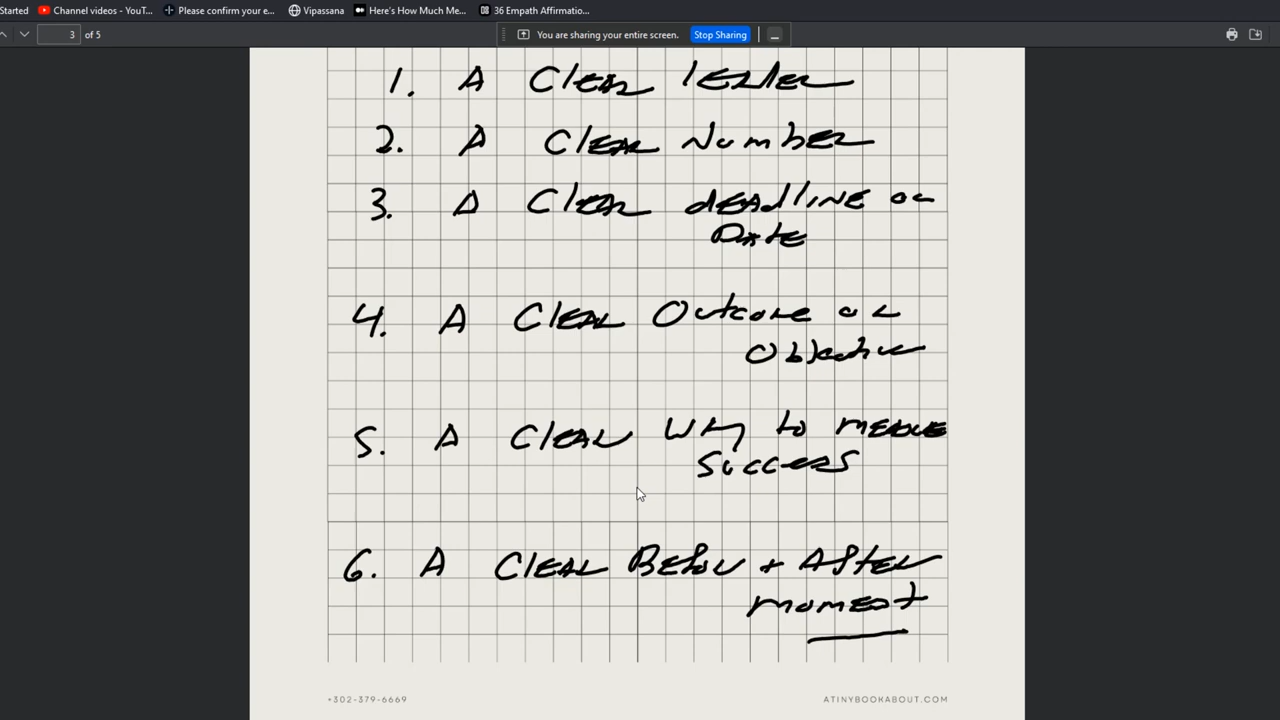 Started Channel videos - YouT... Please confirm your e... Vipassana Here's How Much Me... 36 Empath Affirmatio...
3 of 5 You are sharing your entire screen. Stop Sharing
1. A Clear
2. A Clear Number
3. A Clear deadline or
Date
4. A Clear Outcome or
Objective
5. A Clear Way to measure
Success
6. A Clear Before + After
moment
+302-379-6669 ATINYBOOKABOUT.COM